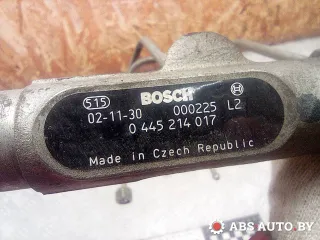 515 BOSCH
02-11-30 000225 L2
0 445 214 017
Made in Czech Republic
ABS AUTO BY